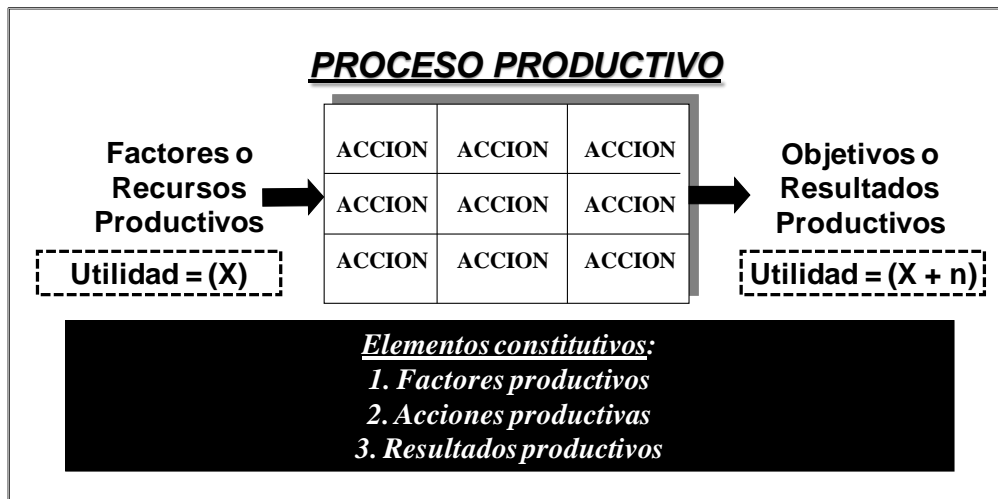 PROCESO PRODUCTIVO
Factores o
Recursos
Productivos
Utilidad = (X)
ACCION ACCION ACCION
ACCION ACCION ACCION
ACCION ACCION ACCION
Objetivos o
Resultados
Productivos
Utilidad = (X + n)
Elementos constitutivos:
1. Factores productivos
2. Acciones productivas
3. Resultados productivos